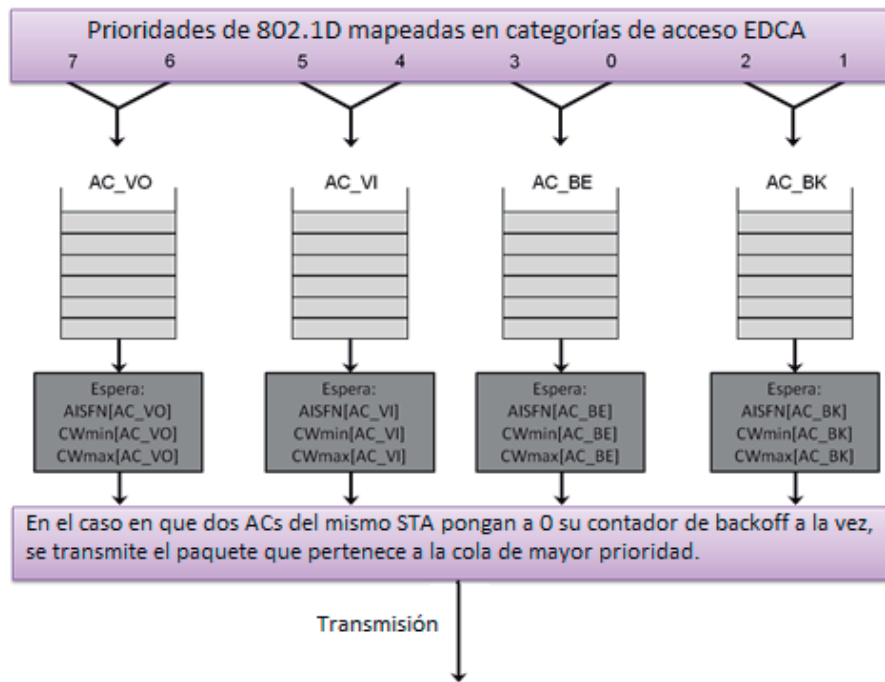 Prioridades de 802.1D mapeadas en categorías de acceso EDCA
7 6 5 4 3 0 2 1
AC_VO AC_VI AC_BE AC_BK
Espera:
AISFN[AC_VO]
CWmin[AC_VO]
CWmax[AC_VO]
Espera:
AISFN[AC_VI]
CWmin[AC_VI]
CWmax[AC_VI]
Espera:
AISFN[AC_BE]
CWmin[AC_BE]
CWmax[AC_BE]
Espera:
AISFN[AC_BK]
CWmin[AC_BK]
CWmax[AC_BK]
En el caso en que dos ACs del mismo STA pongan a 0 su contador de backoff a la vez,
se transmite el paquete que pertenece a la cola de mayor prioridad.
Transmisión